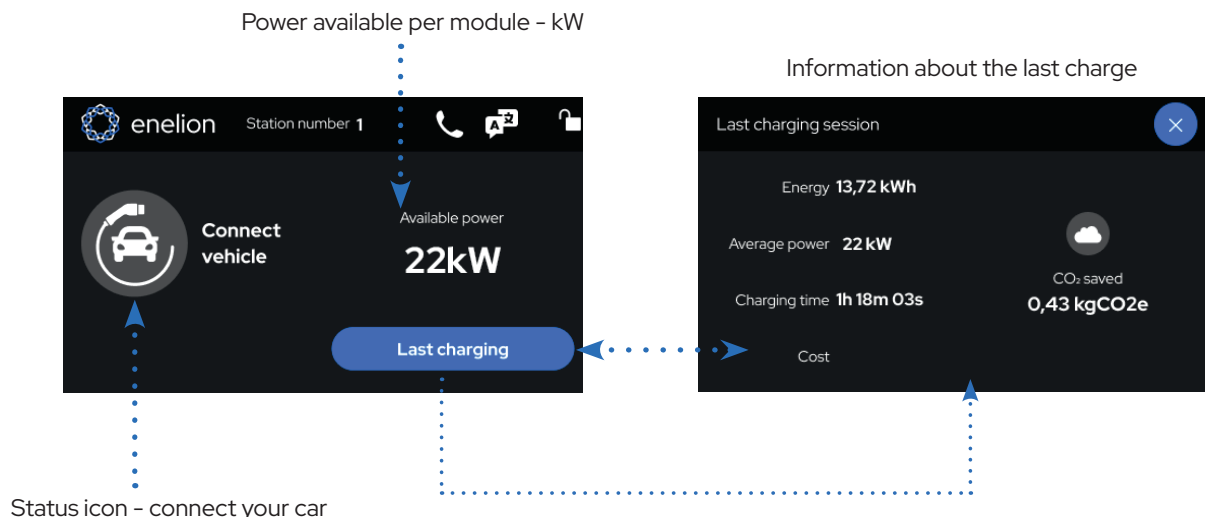 Power available per module - kW
Information about the last charge
enelion
Station number 1
A
Connect
vehicle
Available power
22kW
Last charging
Last charging session
Energy 13,72 kWh
Average power 22 kW
Charging time 1h 18m 03s
Cost
CO₂ saved
0,43 kgCO2e
Status icon - connect your car